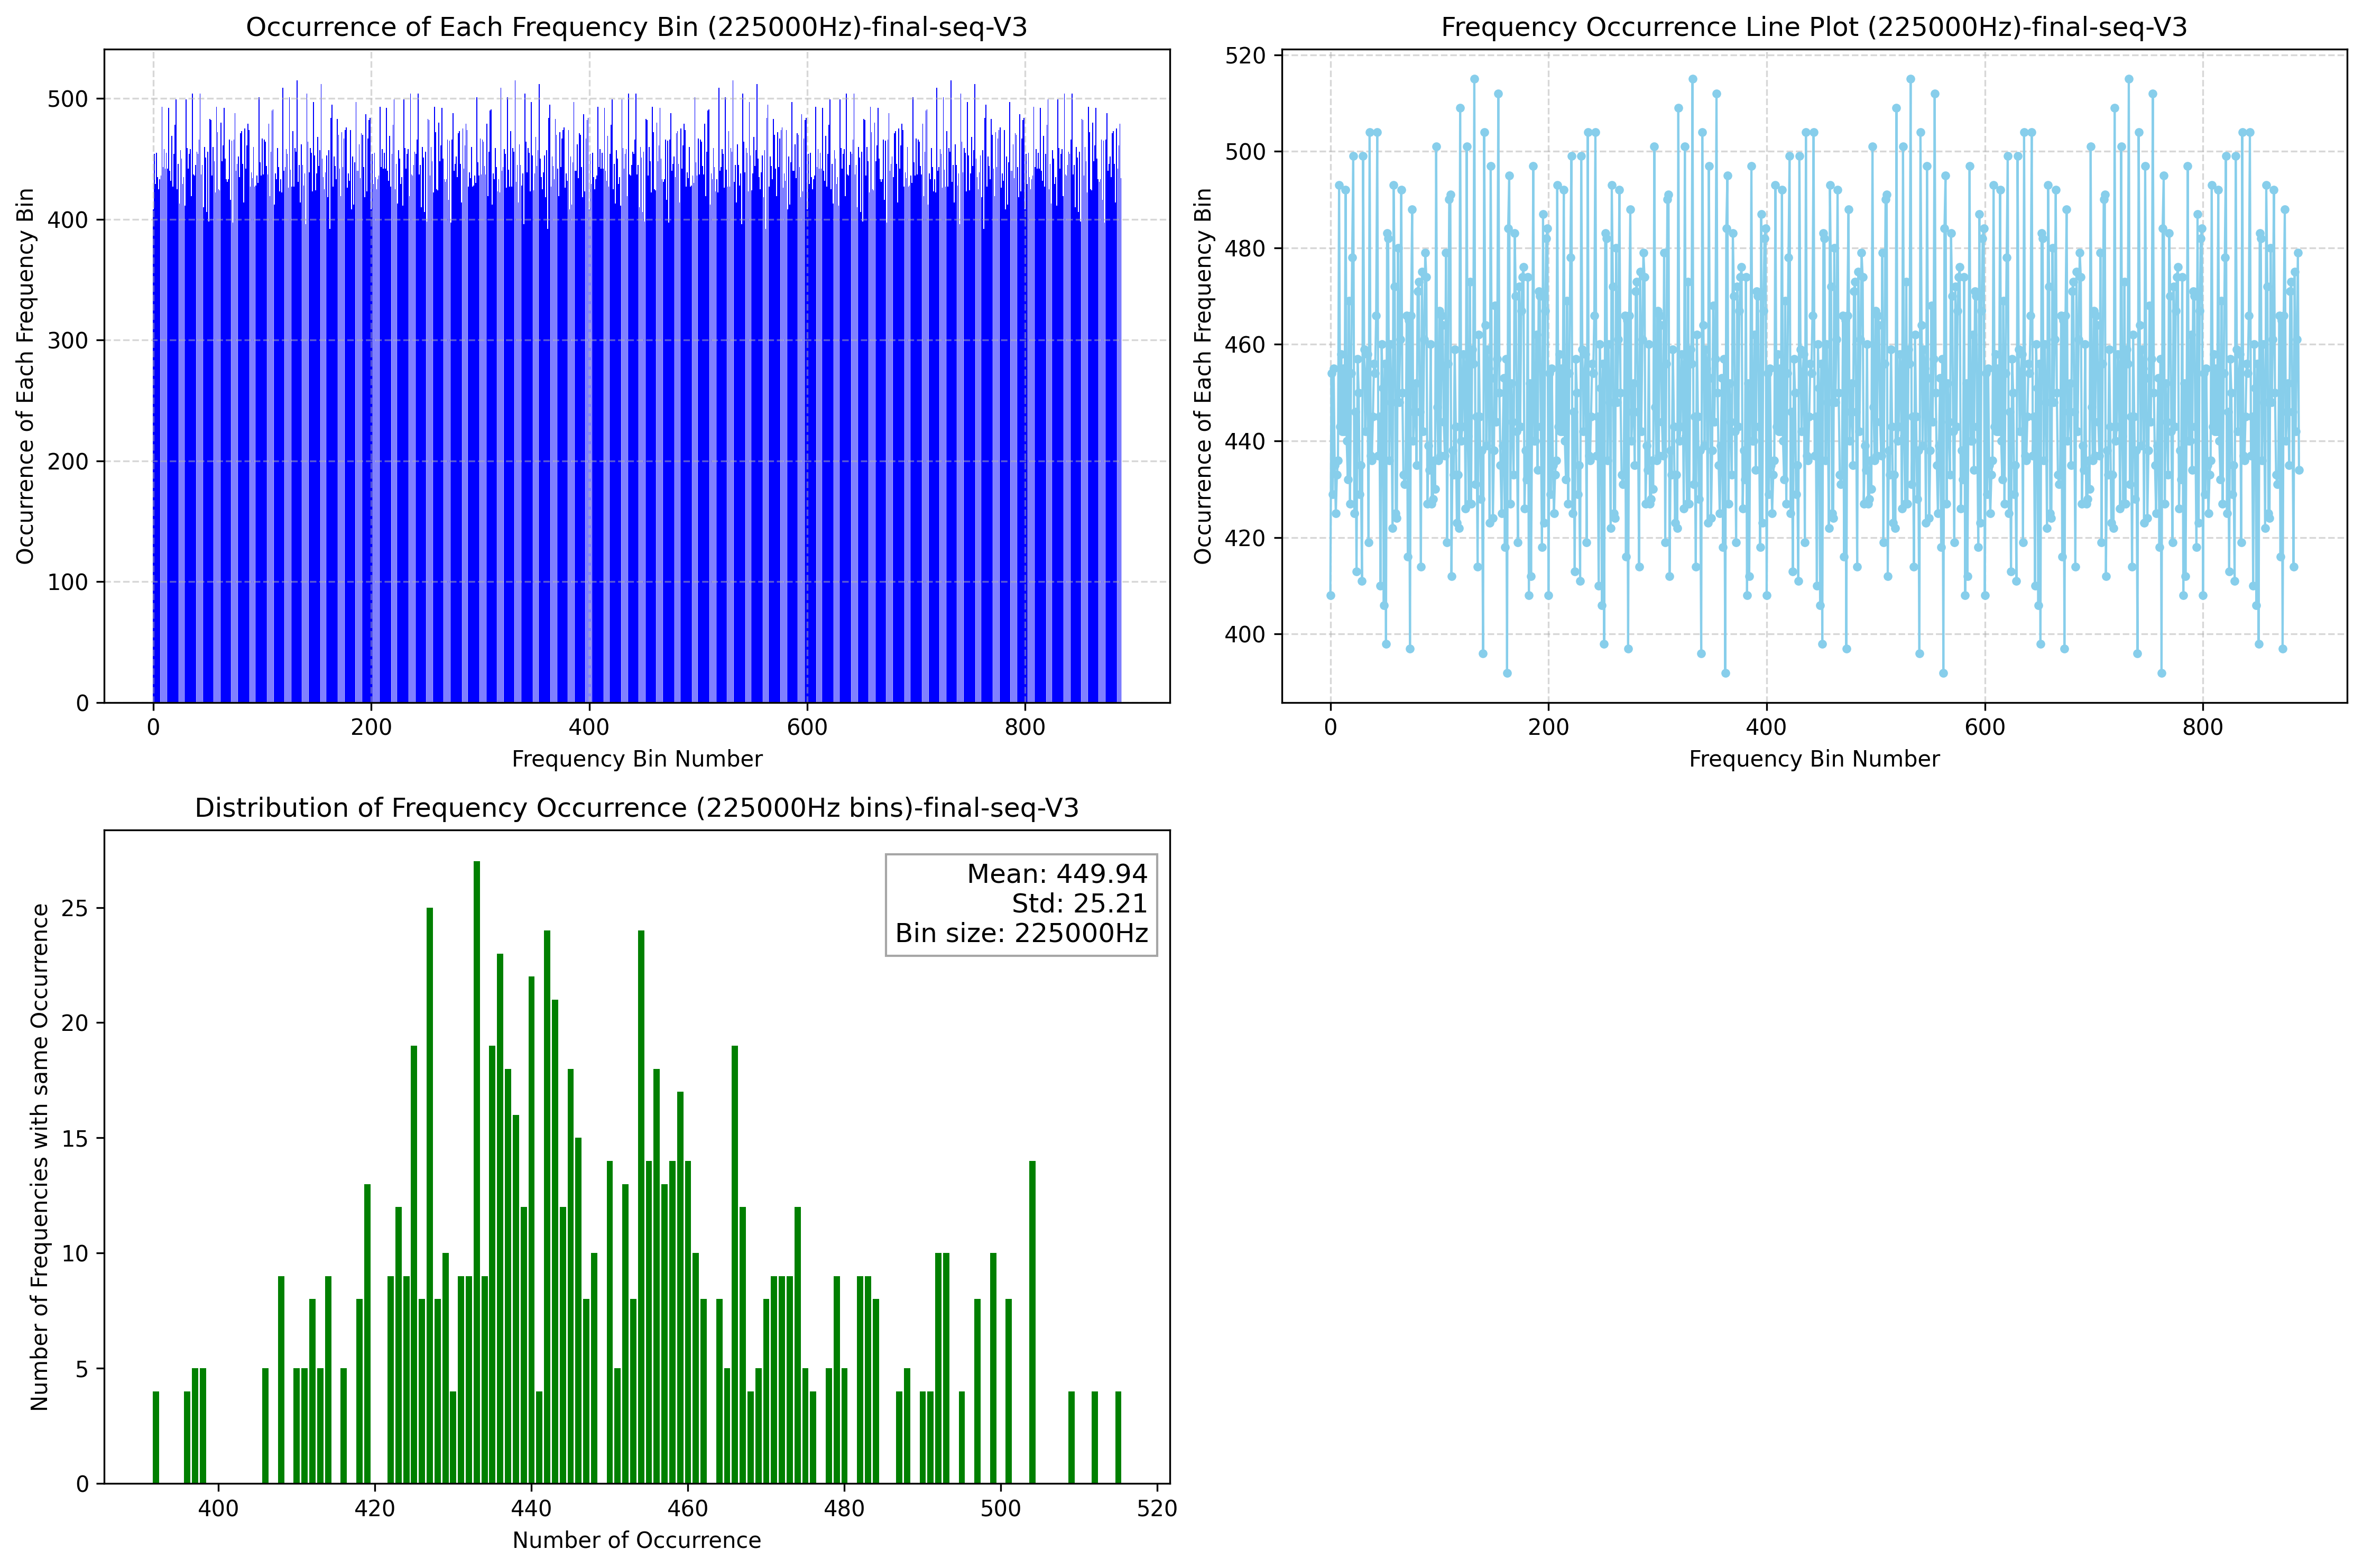 Occurrence of Each Frequency Bin (225000Hz)-final-seq-V3
Occurrence of Each Frequency Bin
500
400
300
200
100
0
0 200 400 600 800
Frequency Bin Number
Frequency Occurrence Line Plot (225000Hz)-final-seq-V3
Occurrence of Each Frequency Bin
520
500
480
460
440
420
400
0 200 400 600 800
Frequency Bin Number
Distribution of Frequency Occurrence (225000Hz bins)-final-seq-V3
Number of Frequencies with same Occurrence
Mean: 449.94
Std: 25.21
Bin size: 225000Hz
25
20
15
10
5
0
400 420 440 460 480 500 520
Number of Occurrence